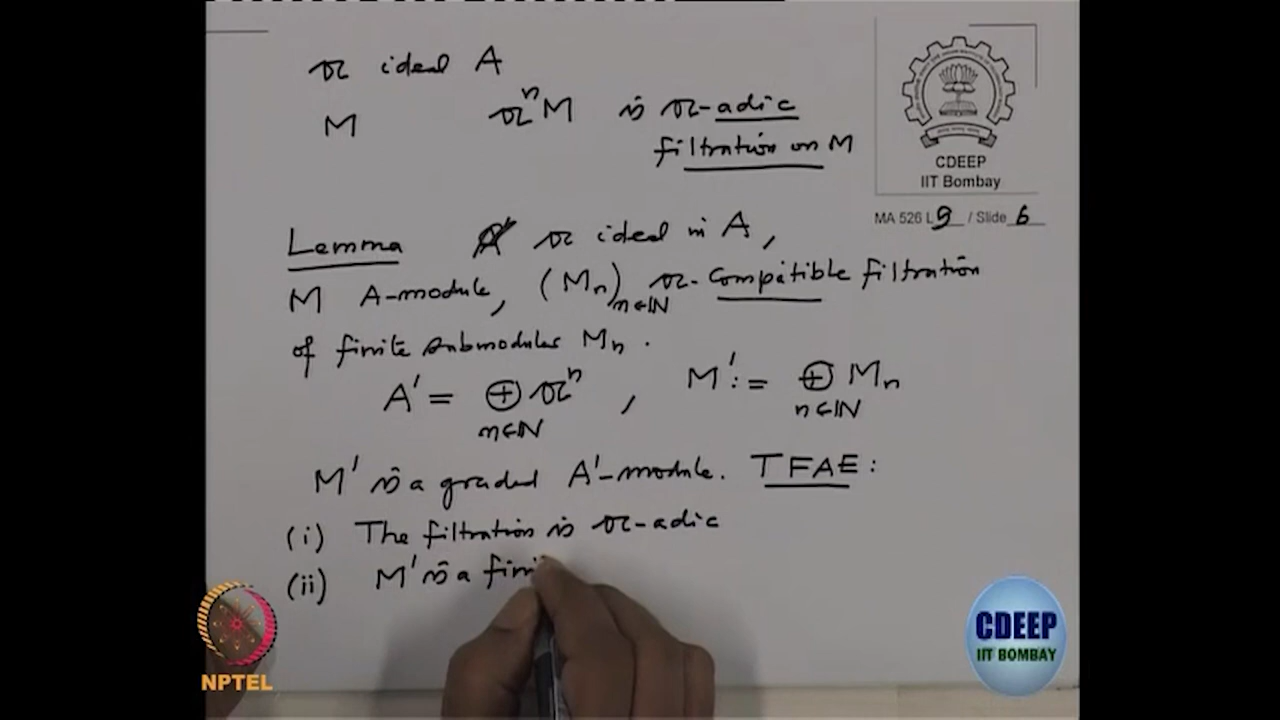 𝔞 ideal A
M 𝔞ⁿM is 𝔞-adic
filtration on M
CDEEP
IIT Bombay
MA 526 L9 / Slide 6
Lemma 𝔞 ideal in A,
M A-module, (Mₙ)ₙ∈ℕ 𝔞-compatible filtration
of finite submodules Mₙ.
A' = ⊕ₙ∈ℕ 𝔞ⁿ, M' := ⊕ₙ∈ℕ Mₙ
M' is a graded A'-module. TFAE:
(i) The filtration is 𝔞-adic
(ii) M' is a fini
NPTEL
CDEEP
IIT BOMBAY